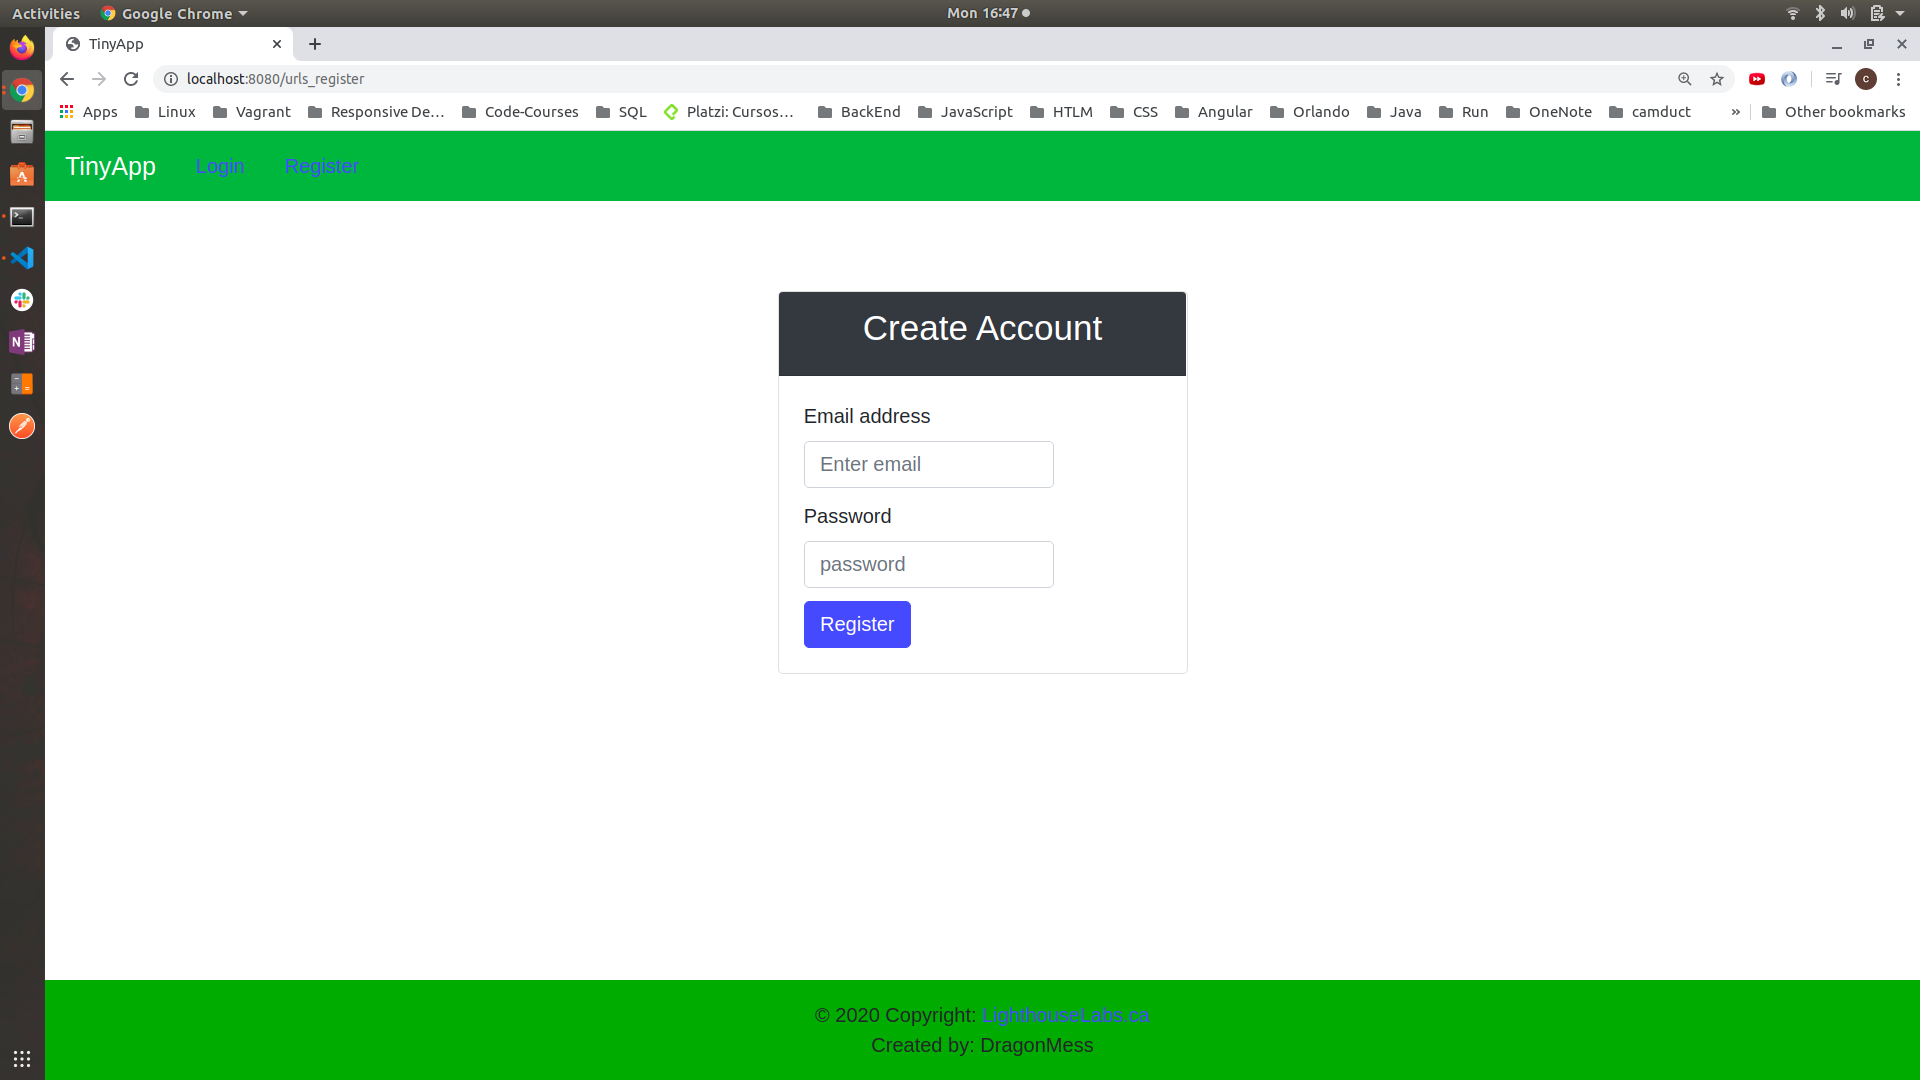 Activities Google Chrome Mon 16:47
TinyApp
localhost:8080/urls_register
Apps Linux Vagrant Responsive De… Code-Courses SQL Platzi: Cursos… BackEnd JavaScript HTLM CSS Angular Orlando Java Run OneNote camduct » Other bookmarks
TinyApp Login Register
Create Account
Email address
Enter email
Password
password
Register
© 2020 Copyright: LighthouseLabs.ca
Created by: DragonMess